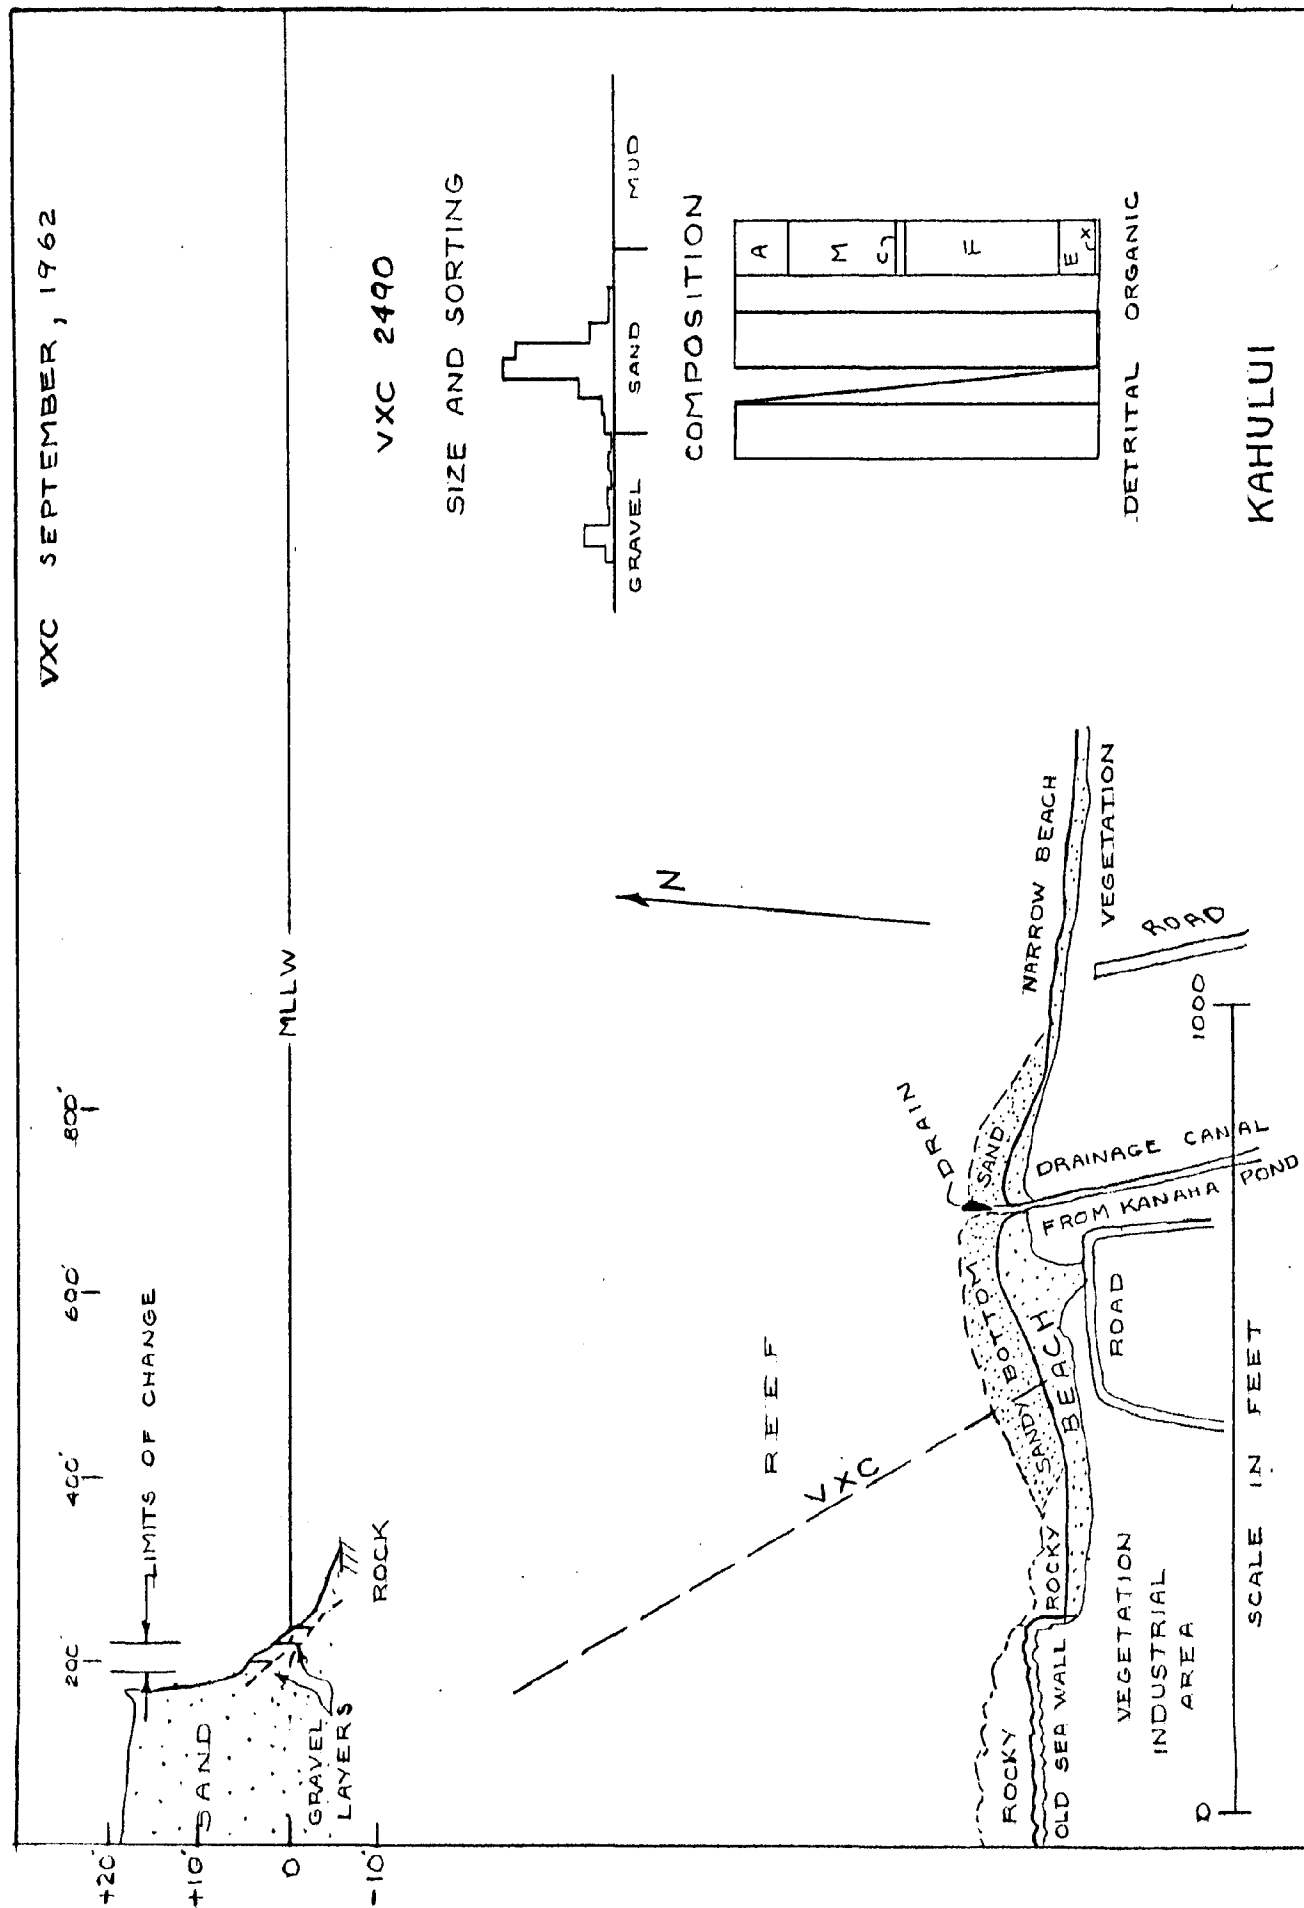 VXC SEPTEMBER, 1962
+20'
+10'
0
-10'
200'
400'
600'
800'
LIMITS OF CHANGE
MLLW
SAND
GRAVEL
LAYERS
ROCK
VXC 2490
SIZE AND SORTING
GRAVEL
SAND
MUD
COMPOSITION
A
M
C
F
E
X
DETRITAL
ORGANIC
KAHULUI
N
REEF
VXC
DRAIN
SAND
SANDY BOTTOM
BEACH
NARROW BEACH
VEGETATION
ROCKY
ROCKY
OLD SEA WALL
DRAINAGE CANAL
FROM KANAHA POND
ROAD
ROAD
VEGETATION
INDUSTRIAL
AREA
0
1000
SCALE IN FEET